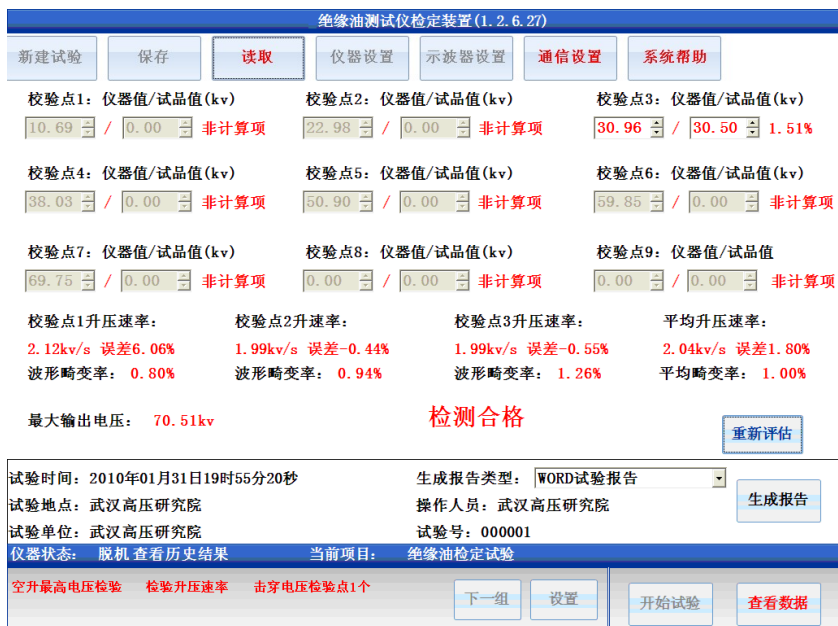 绝缘油测试仪检定装置(1.2.6.27)
新建试验 保存 读取 仪器设置 示波器设置 通信设置 系统帮助
校验点1: 仪器值/试品值(kv) 校验点2: 仪器值/试品值(kv) 校验点3: 仪器值/试品值(kv)
10.69 / 0.00 非计算项 22.98 / 0.00 非计算项 30.96 / 30.50 1.51%
校验点4: 仪器值/试品值(kv) 校验点5: 仪器值/试品值(kv) 校验点6: 仪器值/试品值(kv)
38.03 / 0.00 非计算项 50.90 / 0.00 非计算项 59.85 / 0.00 非计算项
校验点7: 仪器值/试品值(kv) 校验点8: 仪器值/试品值(kv) 校验点9: 仪器值/试品值
69.75 / 0.00 非计算项 0.00 / 0.00 非计算项 0.00 / 0.00 非计算项
校验点1升压速率: 校验点2升速率: 校验点3升压速率: 平均升压速率:
2.12kv/s 误差6.06% 1.99kv/s 误差-0.44% 1.99kv/s 误差-0.55% 2.04kv/s 误差1.80%
波形畸变率: 0.80% 波形畸变率: 0.94% 波形畸变率: 1.26% 平均畸变率: 1.00%
最大输出电压: 70.51kv 检测合格
重新评估
试验时间: 2010年01月31日19时55分20秒 生成报告类型: WORD试验报告
试验地点: 武汉高压研究院 操作人员: 武汉高压研究院 生成报告
试验单位: 武汉高压研究院 试验号: 000001
仪器状态: 脱机 查看历史结果 当前项目: 绝缘油检定试验
空升最高电压检验 检验升压速率 击穿电压检验点1个 下一组 设置 开始试验 查看数据